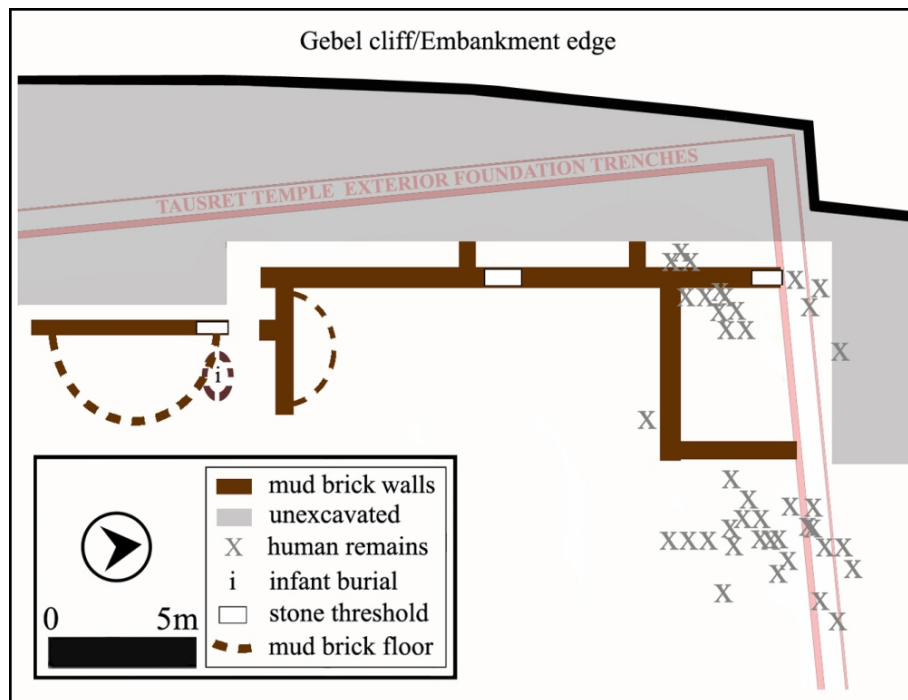 Gebel cliff/Embankment edge
TAUSRET TEMPLE EXTERIOR FOUNDATION TRENCHES
X
X X
X X X
X X
X X
X
X
X
X
X
i
X
X
X
X X
X X
X X
X X X X
X X X X X X
X
X
X X
X
X
X
mud brick walls
unexcavated
X human remains
i infant burial
stone threshold
mud brick floor
0 5m